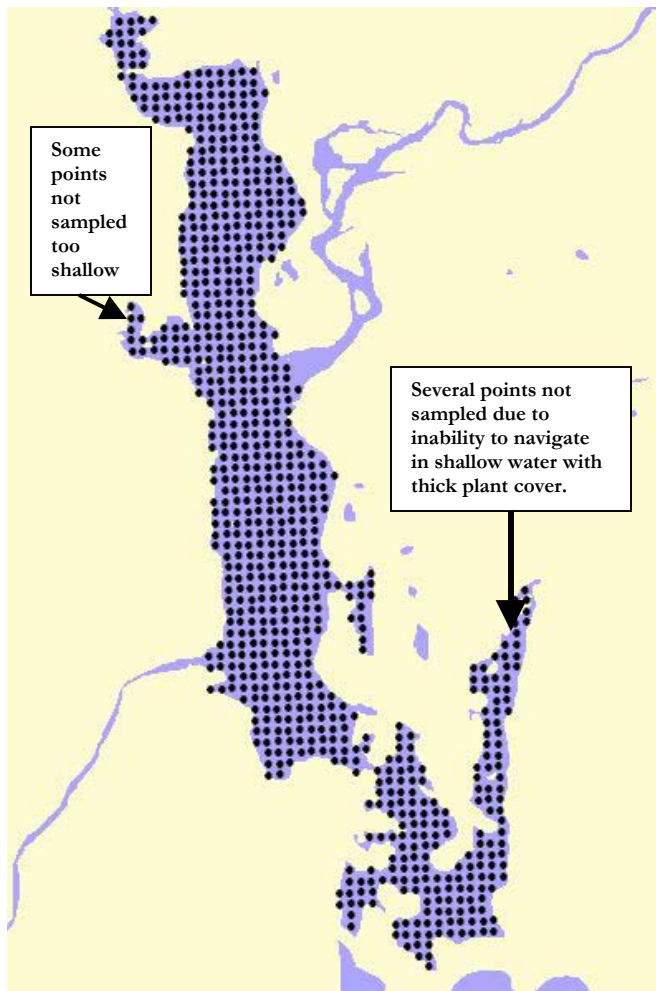 Some
points
not
sampled
too
shallow
Several points not
sampled due to
inability to navigate
in shallow water with
thick plant cover.